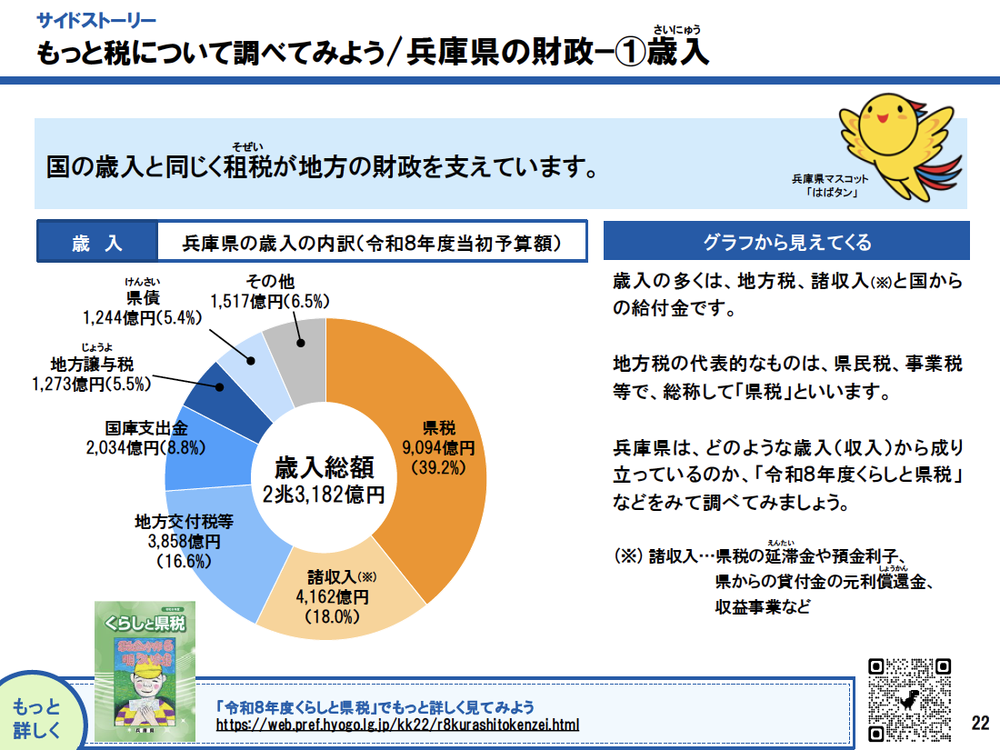 サイドストーリー
さいにゅう
もっと税について調べてみよう/兵庫県の財政−①歳入
そぜい
国の歳入と同じく租税が地方の財政を支えています。
兵庫県マスコット
「はばタン」
歳 入
兵庫県の歳入の内訳(令和8年度当初予算額)
その他
1,517億円(6.5%)
けんさい
県債
1,244億円(5.4%)
じょうよ
地方譲与税
1,273億円(5.5%)
国庫支出金
2,034億円(8.8%)
地方交付税等
3,858億円
(16.6%)
諸収入(※)
4,162億円
(18.0%)
県税
9,094億円
(39.2%)
歳入総額
2兆3,182億円
グラフから見えてくる
歳入の多くは、地方税、諸収入(※)と国から
の給付金です。
地方税の代表的なものは、県民税、事業税
等で、総称して「県税」といいます。
兵庫県は、どのような歳入(収入)から成り
立っているのか、「令和8年度くらしと県税」
などをみて調べてみましょう。
えんたい
(※) 諸収入…県税の延滞金や預金利子、
しょうかん
県からの貸付金の元利償還金、
収益事業など
くらしと県税
兵庫県
もっと
詳しく
「令和8年度くらしと県税」でもっと詳しく見てみよう
https://web.pref.hyogo.lg.jp/kk22/r8kurashitokenzei.html
22